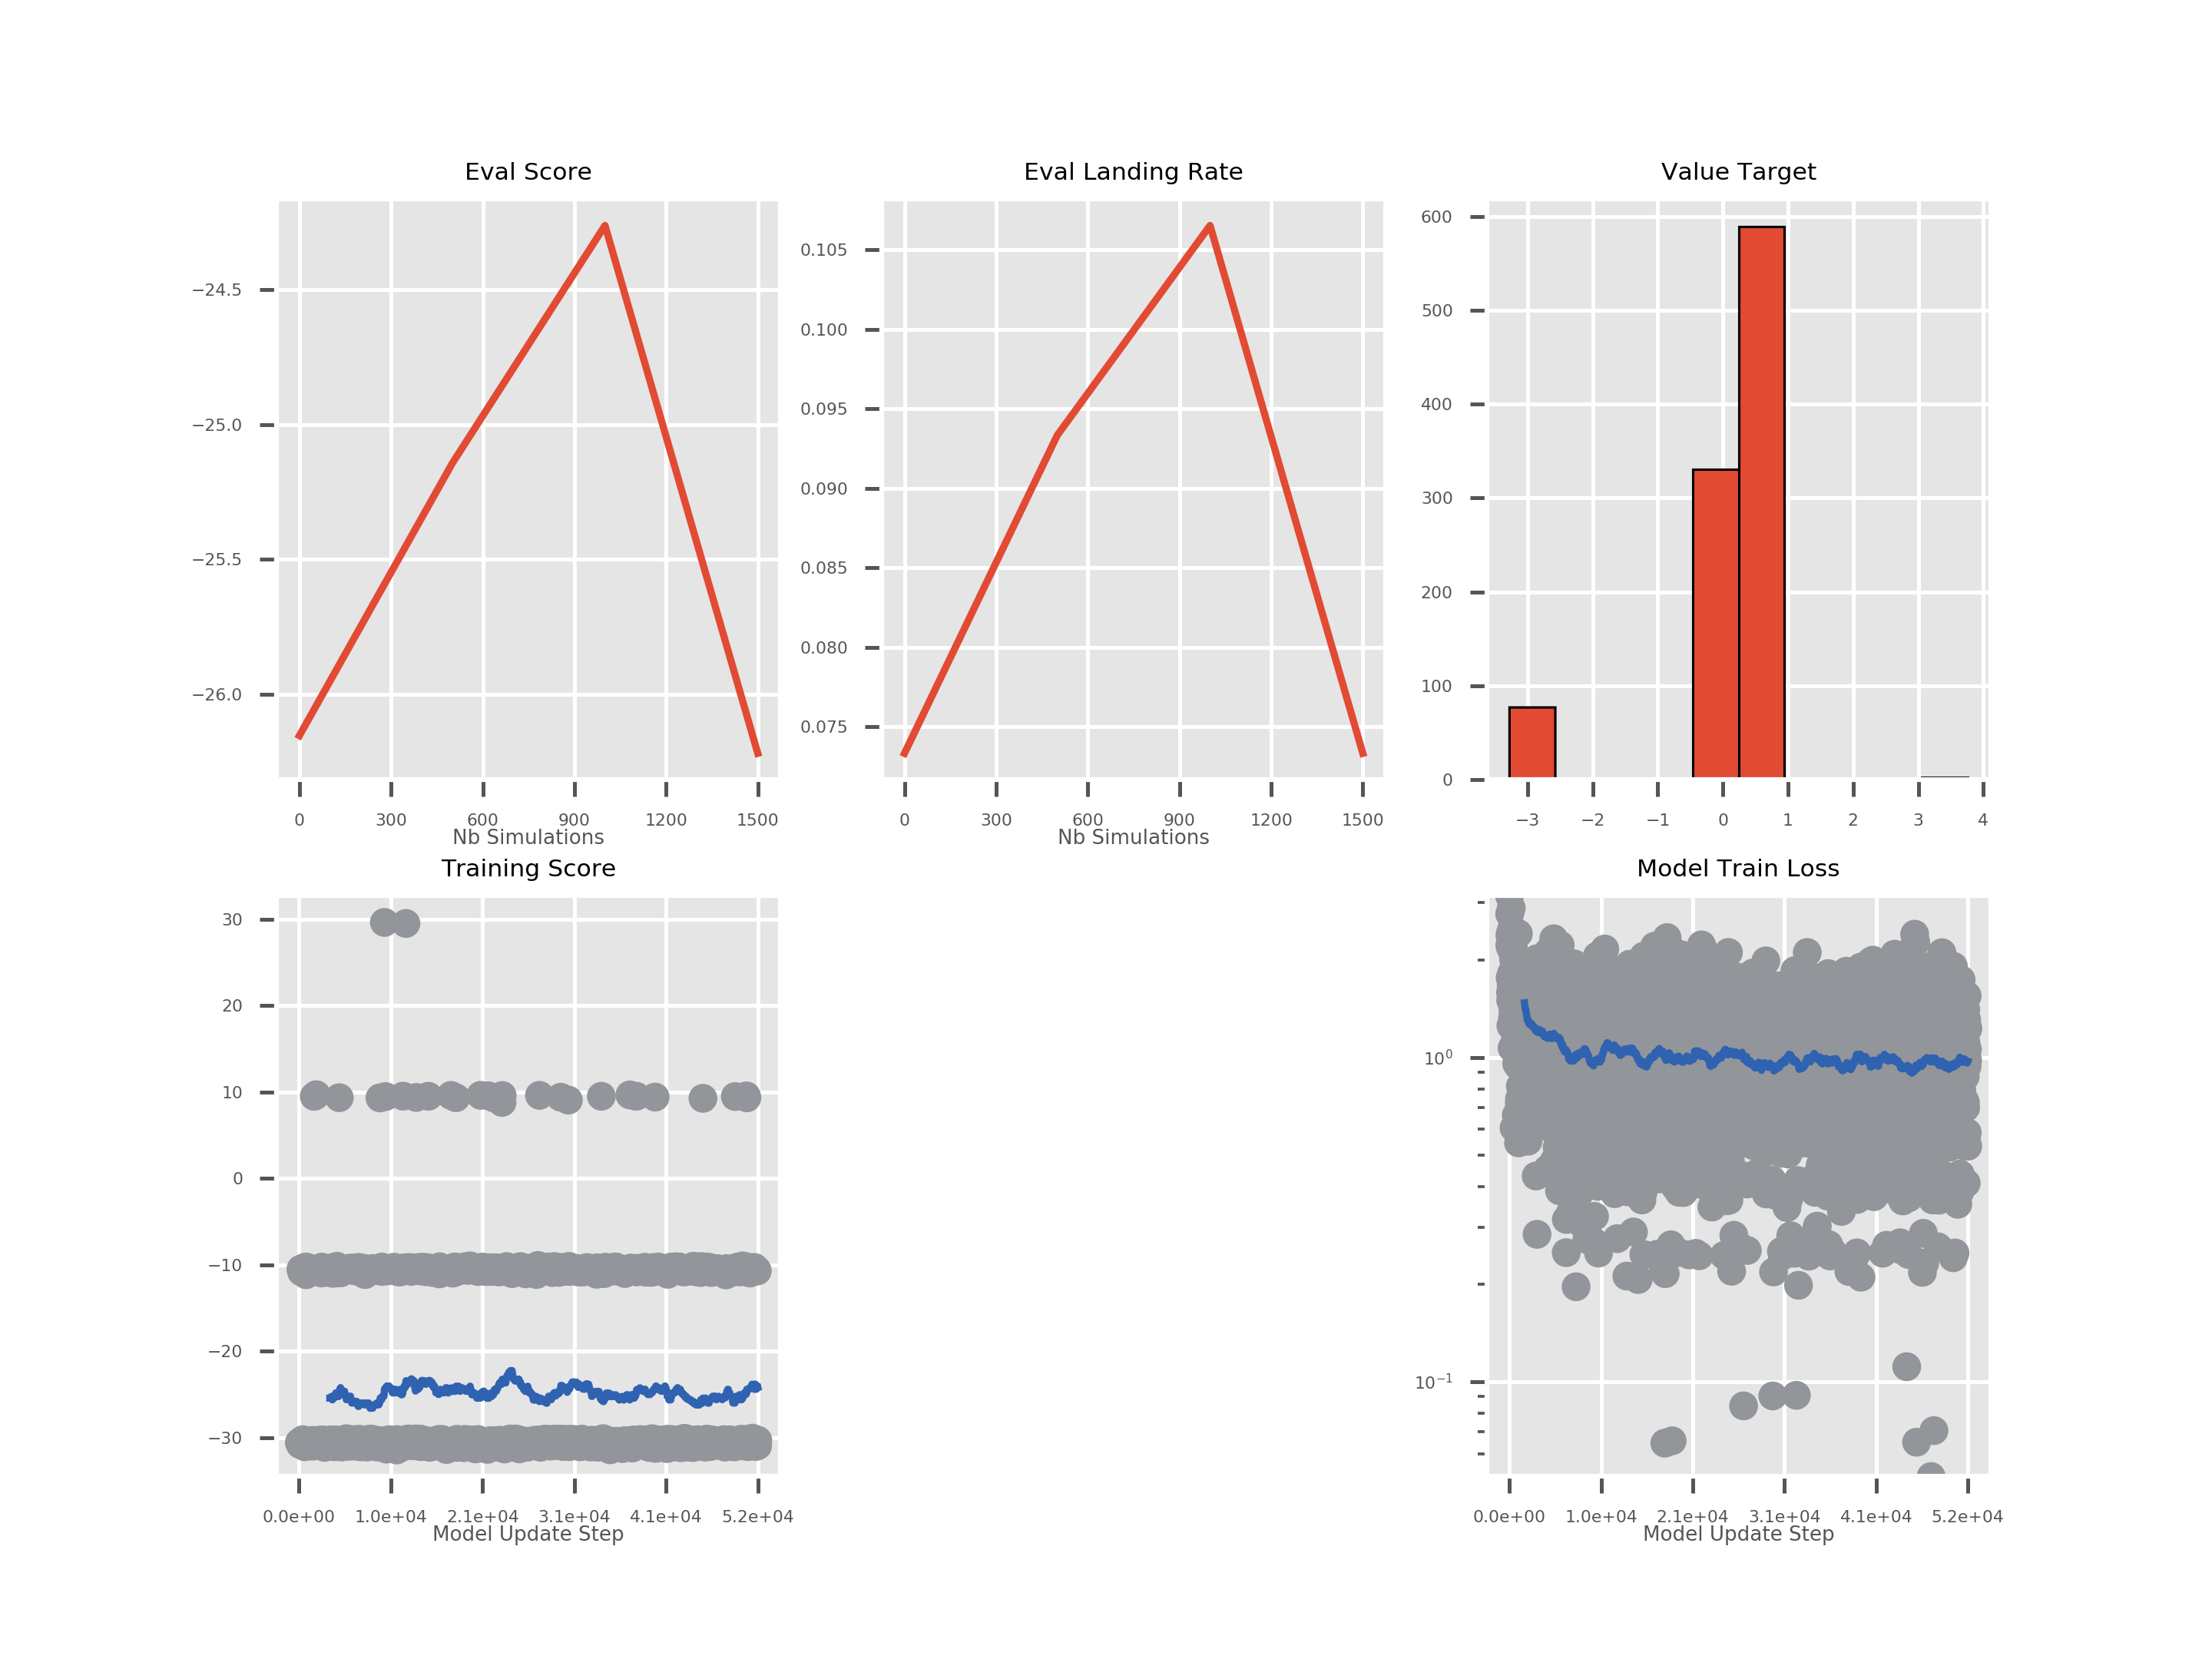 Eval Score
−24.5
−25.0
−25.5
−26.0
0 300 600 900 1200 1500
Nb Simulations
Eval Landing Rate
0.105
0.100
0.095
0.090
0.085
0.080
0.075
0 300 600 900 1200 1500
Nb Simulations
Value Target
600
500
400
300
200
100
0
−3 −2 −1 0 1 2 3 4
Training Score
30
20
10
0
−10
−20
−30
0.0e+00 1.0e+04 2.1e+04 3.1e+04 4.1e+04 5.2e+04
Model Update Step
Model Train Loss
10⁰
10⁻¹
0.0e+00 1.0e+04 2.1e+04 3.1e+04 4.1e+04 5.2e+04
Model Update Step